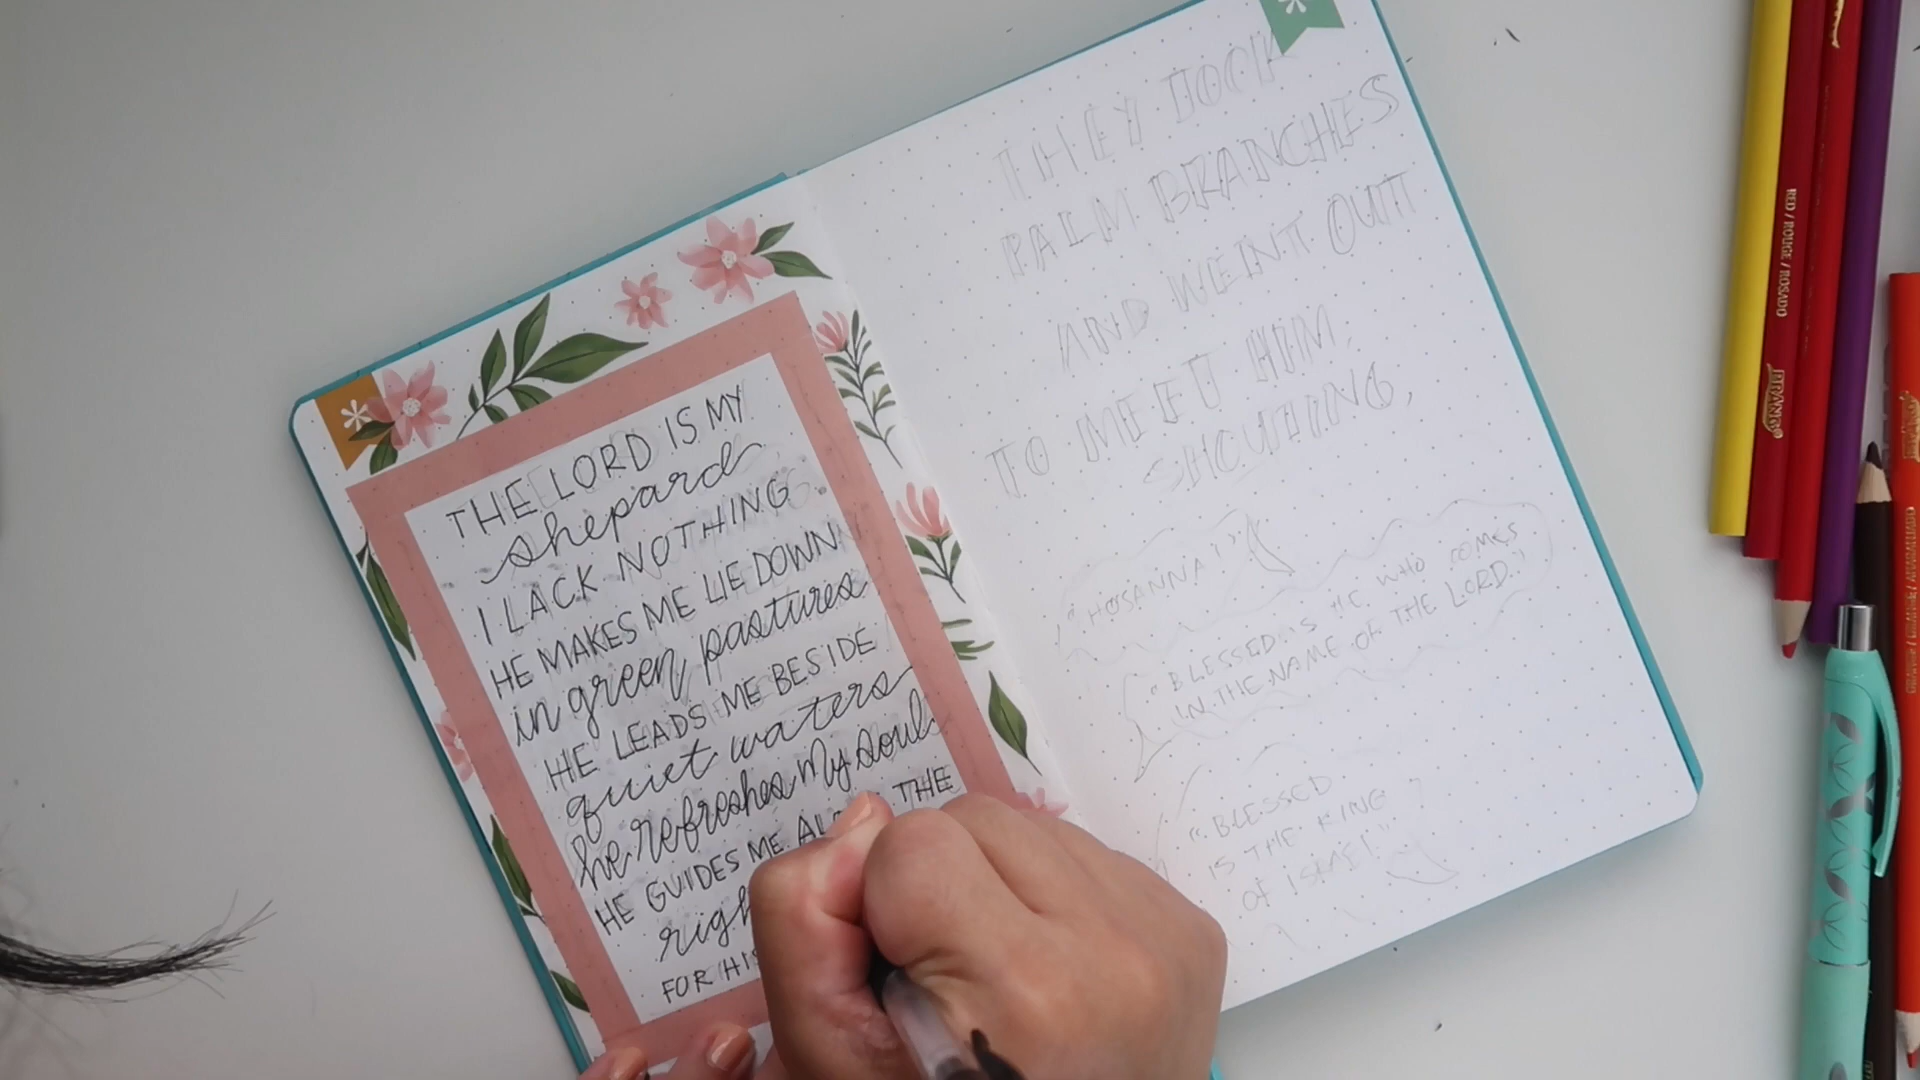 THE LORD IS MY
shepard
I LACK NOTHING.
HE MAKES ME LIE DOWN
in green pastures
HE LEADS ME BESIDE
quiet waters
he refreshes my soul
HE GUIDES ME THE
FOR HIS
THEY TOOK
PALM BRANCHES
AND WENT OUT
TO MEET HIM,
SHOUTING,
"HOSANNA!"
"BLESSED IS HE WHO COMES
IN THE NAME OF THE LORD."
"BLESSED
IS THE KING
OF
RED / ROUGE / ROSADO
PRANG